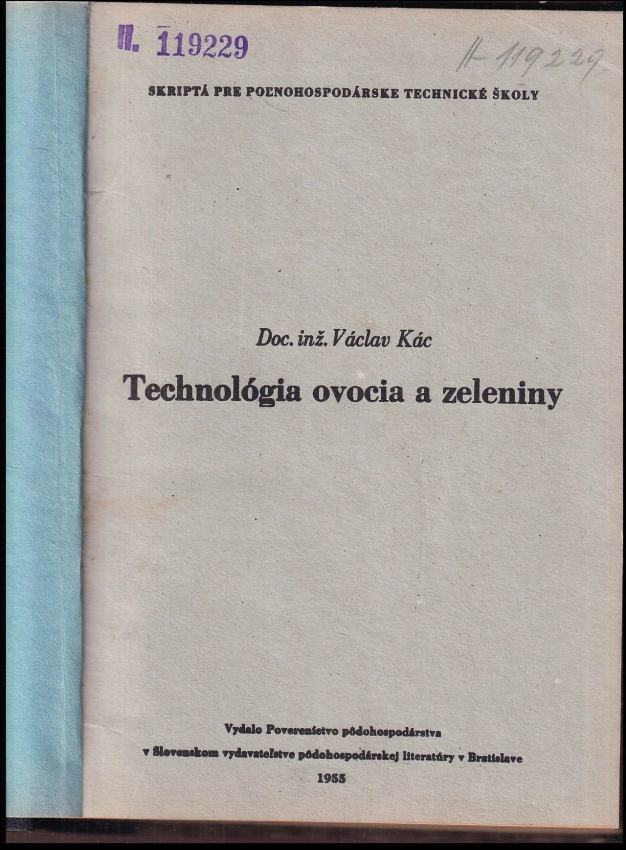 II. 119229
II- 119229
SKRIPTÁ PRE POĽNOHOSPODÁRSKE TECHNICKÉ ŠKOLY
Doc. inž. Václav Kác
Technológia ovocia a zeleniny
Vydalo Povereníctvo pôdohospodárstva
v Slovenskom vydavateľstve pôdohospodárskej literatúry v Bratislave
1955